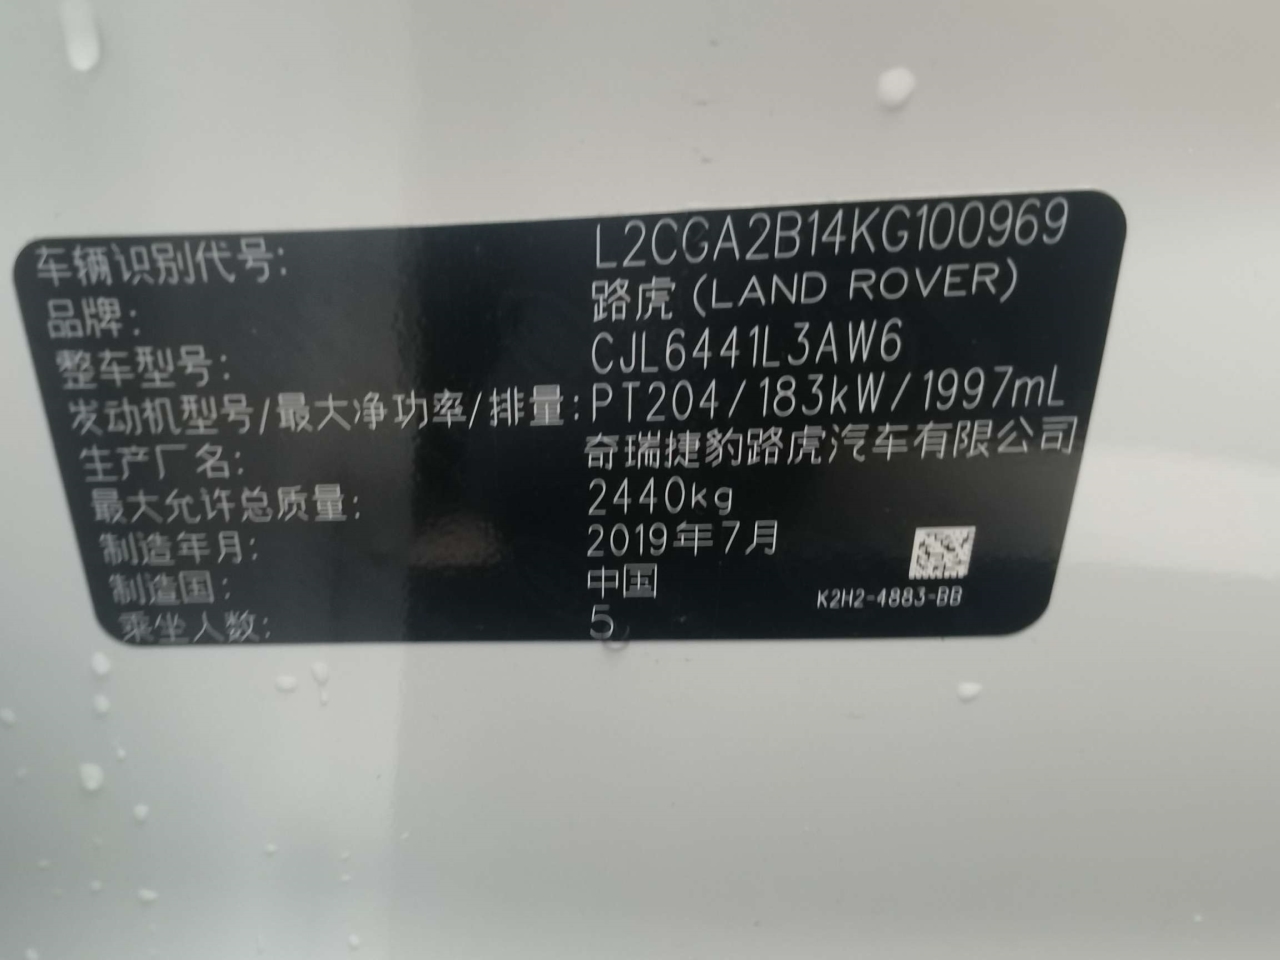 车辆识别代号: L2CGA2B14KG100969
品牌: 路虎 (LAND ROVER)
整车型号: CJL6441L3AW6
发动机型号/最大净功率/排量: PT204/183kW/1997mL
生产厂名: 奇瑞捷豹路虎汽车有限公司
最大允许总质量: 2440kg
制造年月: 2019年7月
制造国: 中国
乘坐人数: 5
K2H2-4883-BB